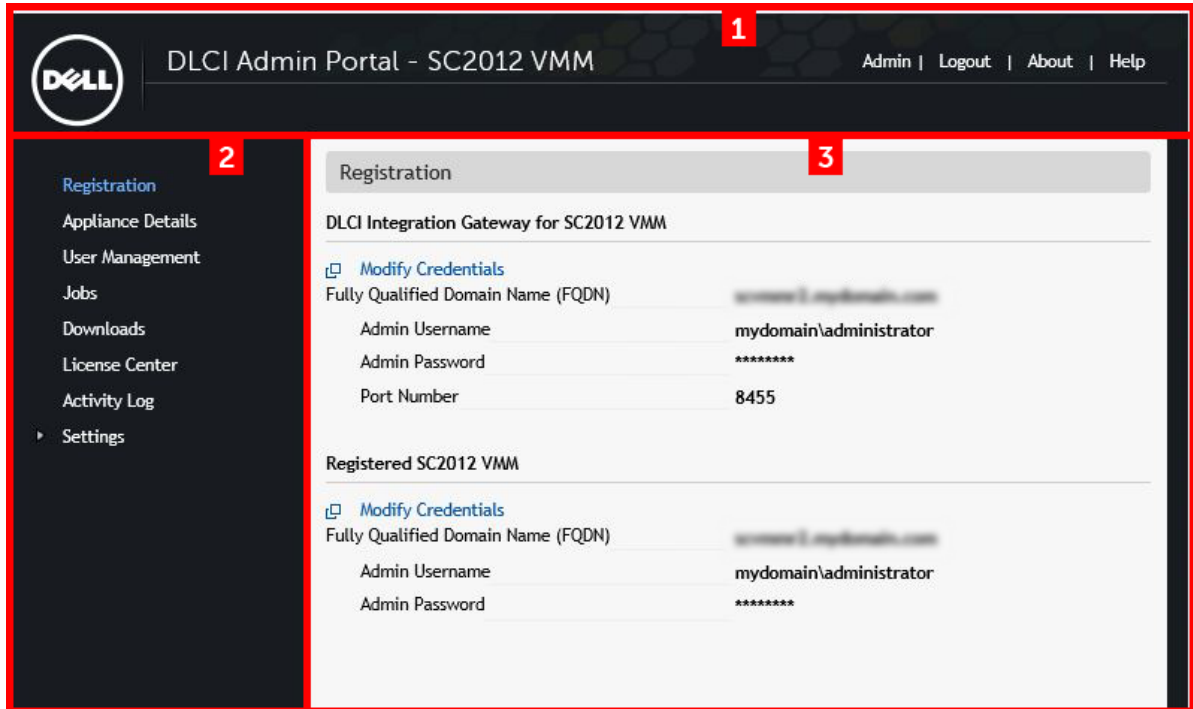 1
DELL
DLCI Admin Portal - SC2012 VMM
Admin | Logout | About | Help
2
Registration
Appliance Details
User Management
Jobs
Downloads
License Center
Activity Log
Settings
3
Registration
DLCI Integration Gateway for SC2012 VMM
Modify Credentials
Fully Qualified Domain Name (FQDN)
Admin Username mydomain\administrator
Admin Password ********
Port Number 8455
Registered SC2012 VMM
Modify Credentials
Fully Qualified Domain Name (FQDN)
Admin Username mydomain\administrator
Admin Password ********